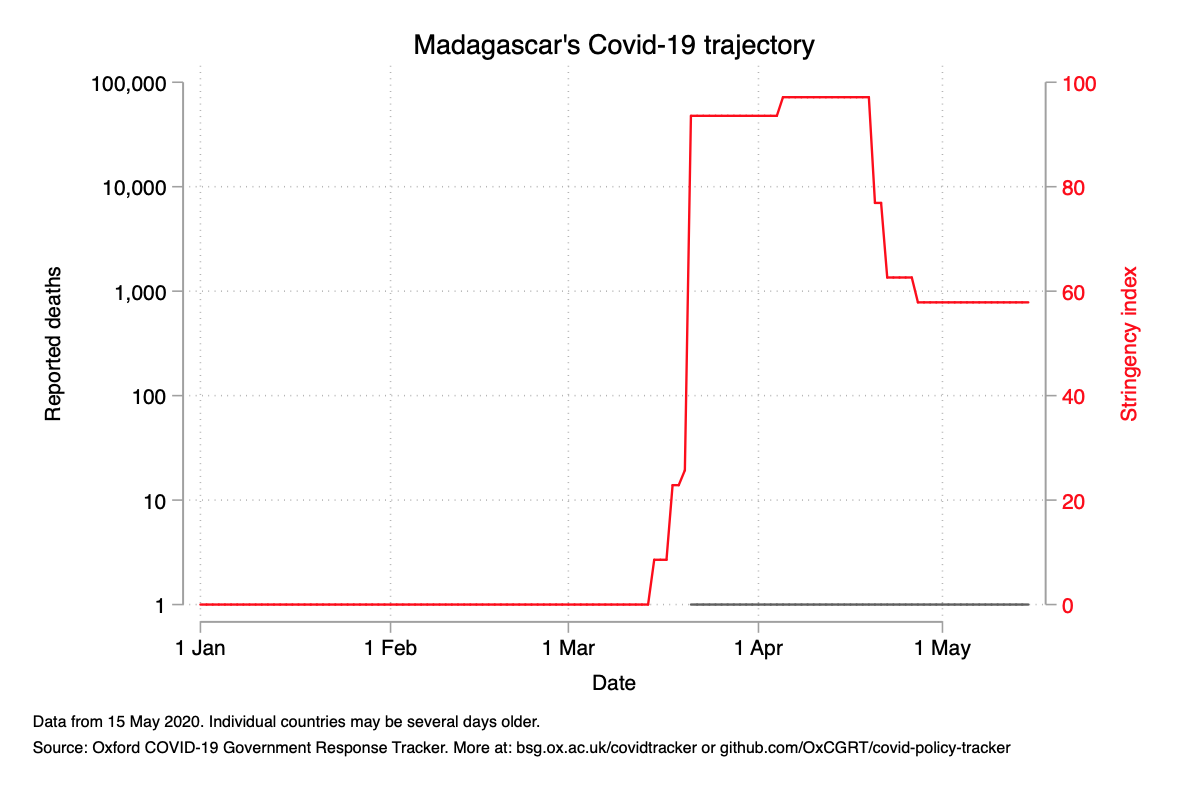 Madagascar's Covid-19 trajectory
100,000
10,000
1,000
100
10
1
Reported deaths
100
80
60
40
20
0
Stringency index
1 Jan
1 Feb
1 Mar
1 Apr
1 May
Date
Data from 15 May 2020. Individual countries may be several days older.
Source: Oxford COVID-19 Government Response Tracker. More at: bsg.ox.ac.uk/covidtracker or github.com/OxCGRT/covid-policy-tracker